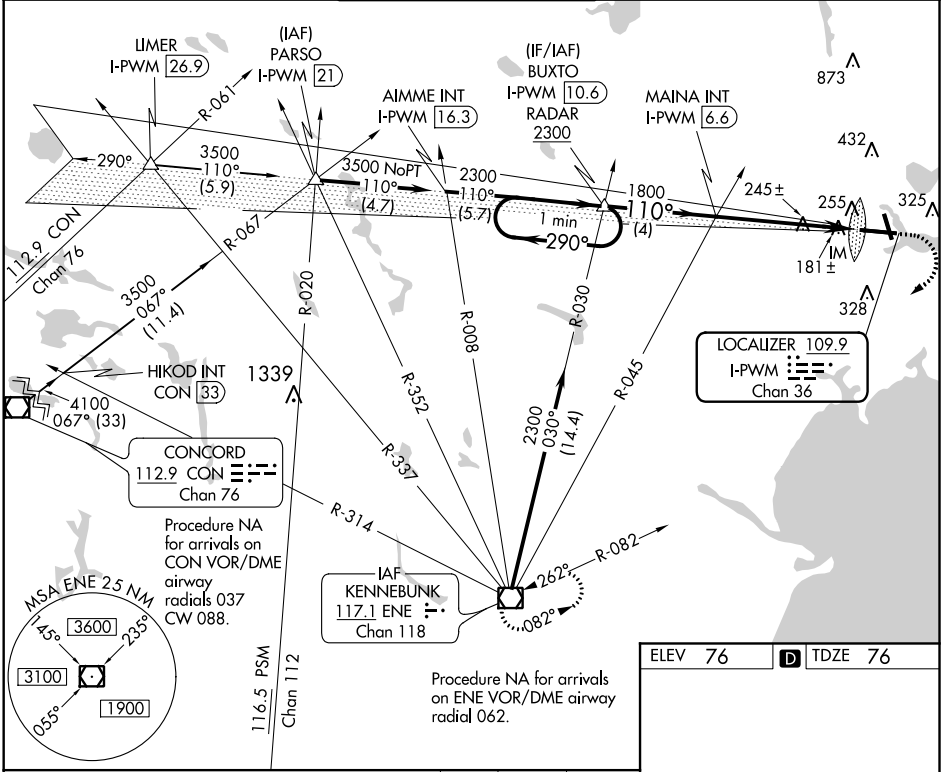 LIMER
I-PWM 26.9
(IAF)
PARSO
I-PWM 21
AIMME INT
I-PWM 16.3
(IF/IAF)
BUXTO
I-PWM 10.6
RADAR
2300
MAINA INT
I-PWM 6.6
873
432
325
255
245±
181±
IM
328
R-061
290°
3500
110°
(5.9)
3500 NoPT
110°
(4.7)
2300
110°
(5.7)
1800
110°
(4)
1 min
290°
112.9 CON
Chan 76
R-067
3500
067°
(11.4)
R-020
R-008
R-030
R-045
R-352
R-337
R-314
2300
030°
(14.4)
LOCALIZER 109.9
I-PWM
Chan 36
HIKOD INT
CON 33
1339
4100
067° (33)
CONCORD
112.9 CON
Chan 76
Procedure NA
for arrivals on
CON VOR/DME
airway
radials 037
CW 088.
IAF
KENNEBUNK
117.1 ENE
Chan 118
262°
R-082
082°
MSA ENE 25 NM
145°
3600
235°
3100
055°
1900
116.5 PSM
Chan 112
Procedure NA for arrivals
on ENE VOR/DME airway
radial 062.
ELEV 76 D TDZE 76